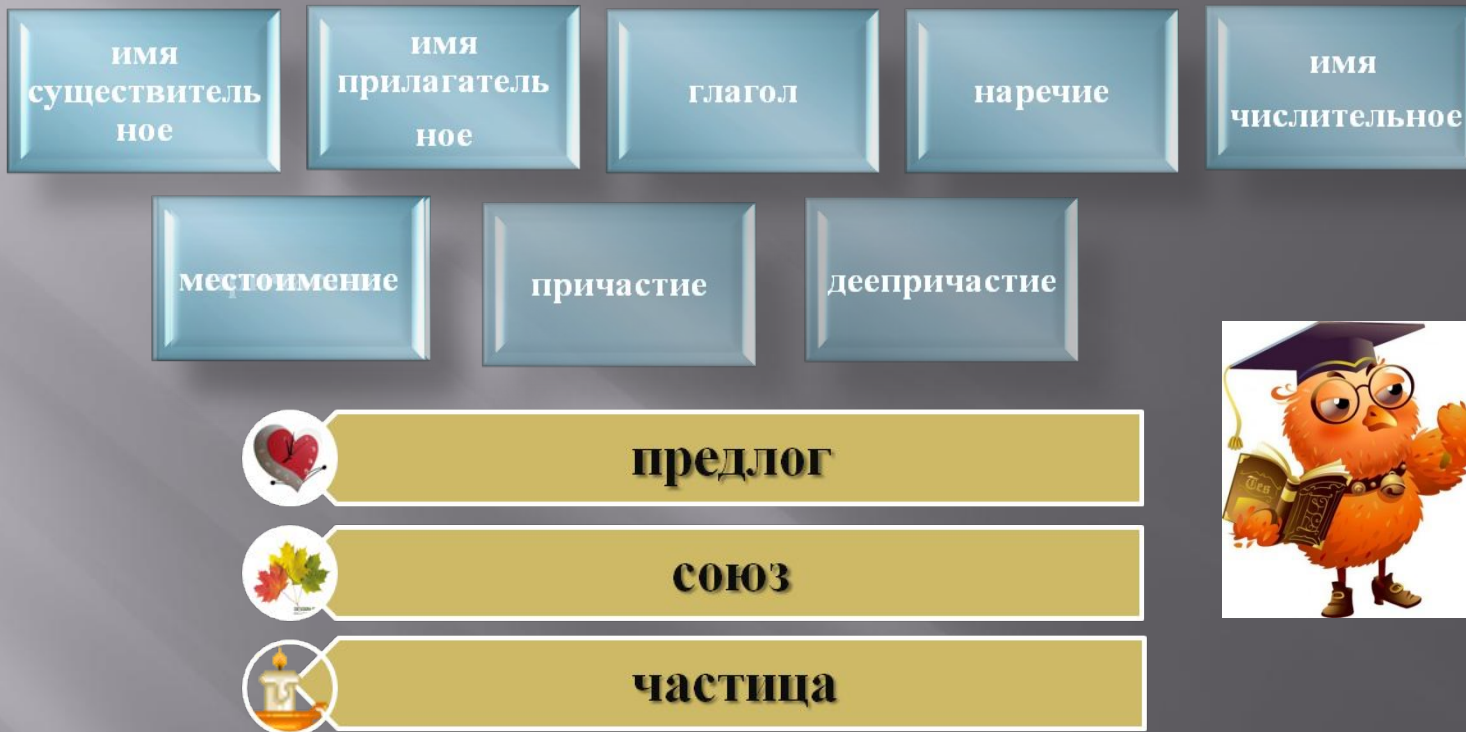 имя
существитель
ное
имя
прилагатель
ное
глагол
наречие
имя
числительное
местоимение
причастие
деепричастие
предлог
союз
частица